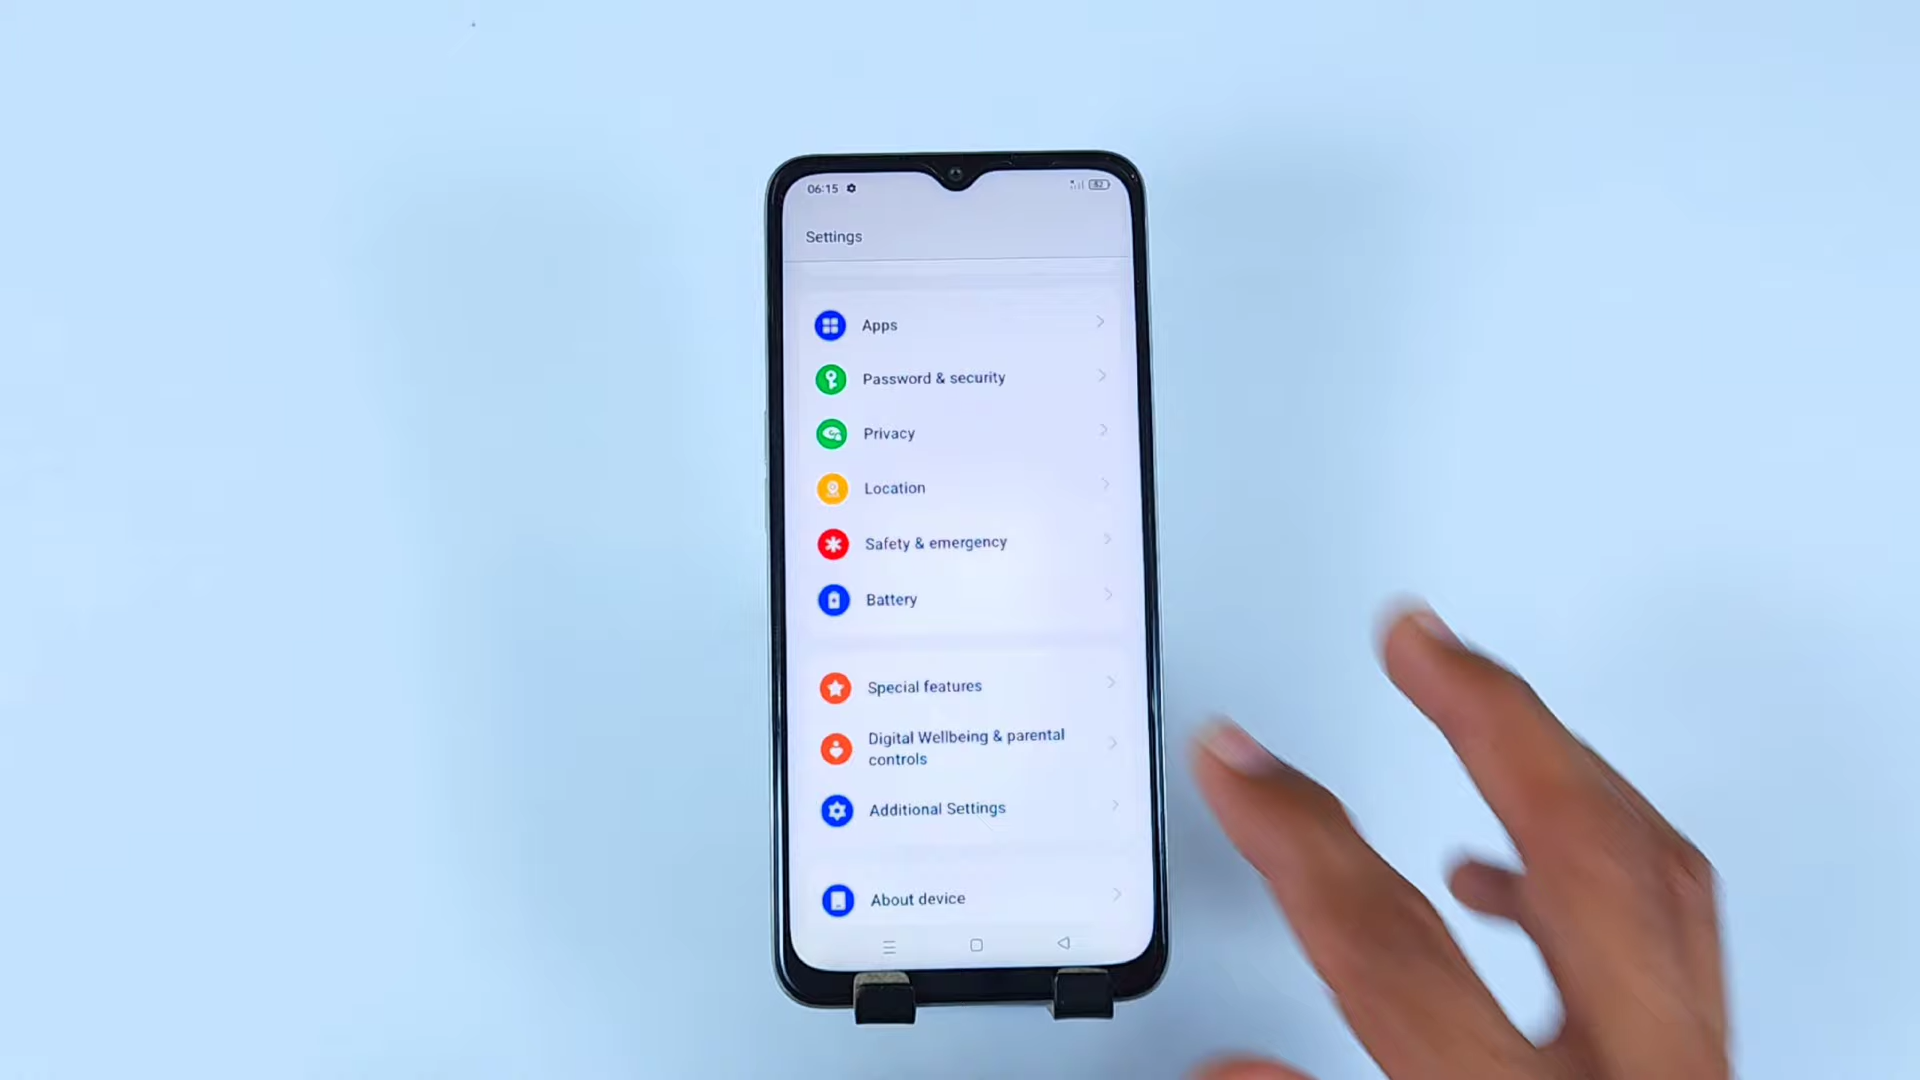 06:15
82
Settings
Apps
Password & security
Privacy
Location
Safety & emergency
Battery
Special features
Digital Wellbeing & parental
controls
Additional Settings
About device